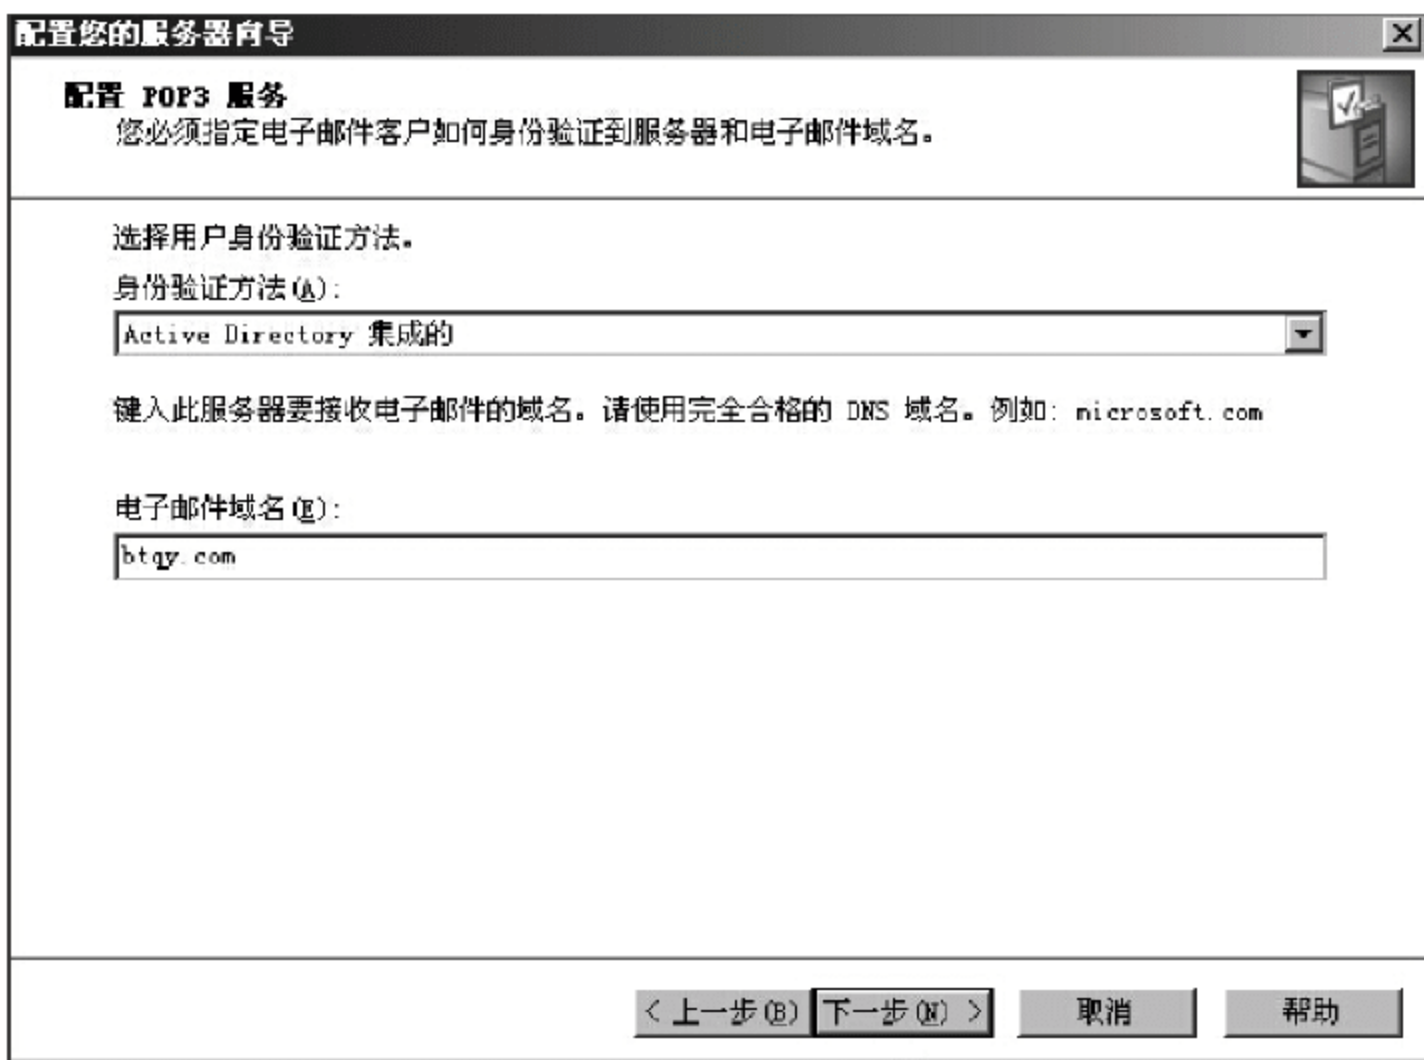 配置您的服务器向导
配置 POP3 服务
您必须指定电子邮件客户如何身份验证到服务器和电子邮件域名。
选择用户身份验证方法。
身份验证方法(A):
Active Directory 集成的
键入此服务器要接收电子邮件的域名。请使用完全合格的 DNS 域名。例如: microsoft.com
电子邮件域名(E):
btqy.com
< 上一步(B) 下一步(N) > 取消 帮助